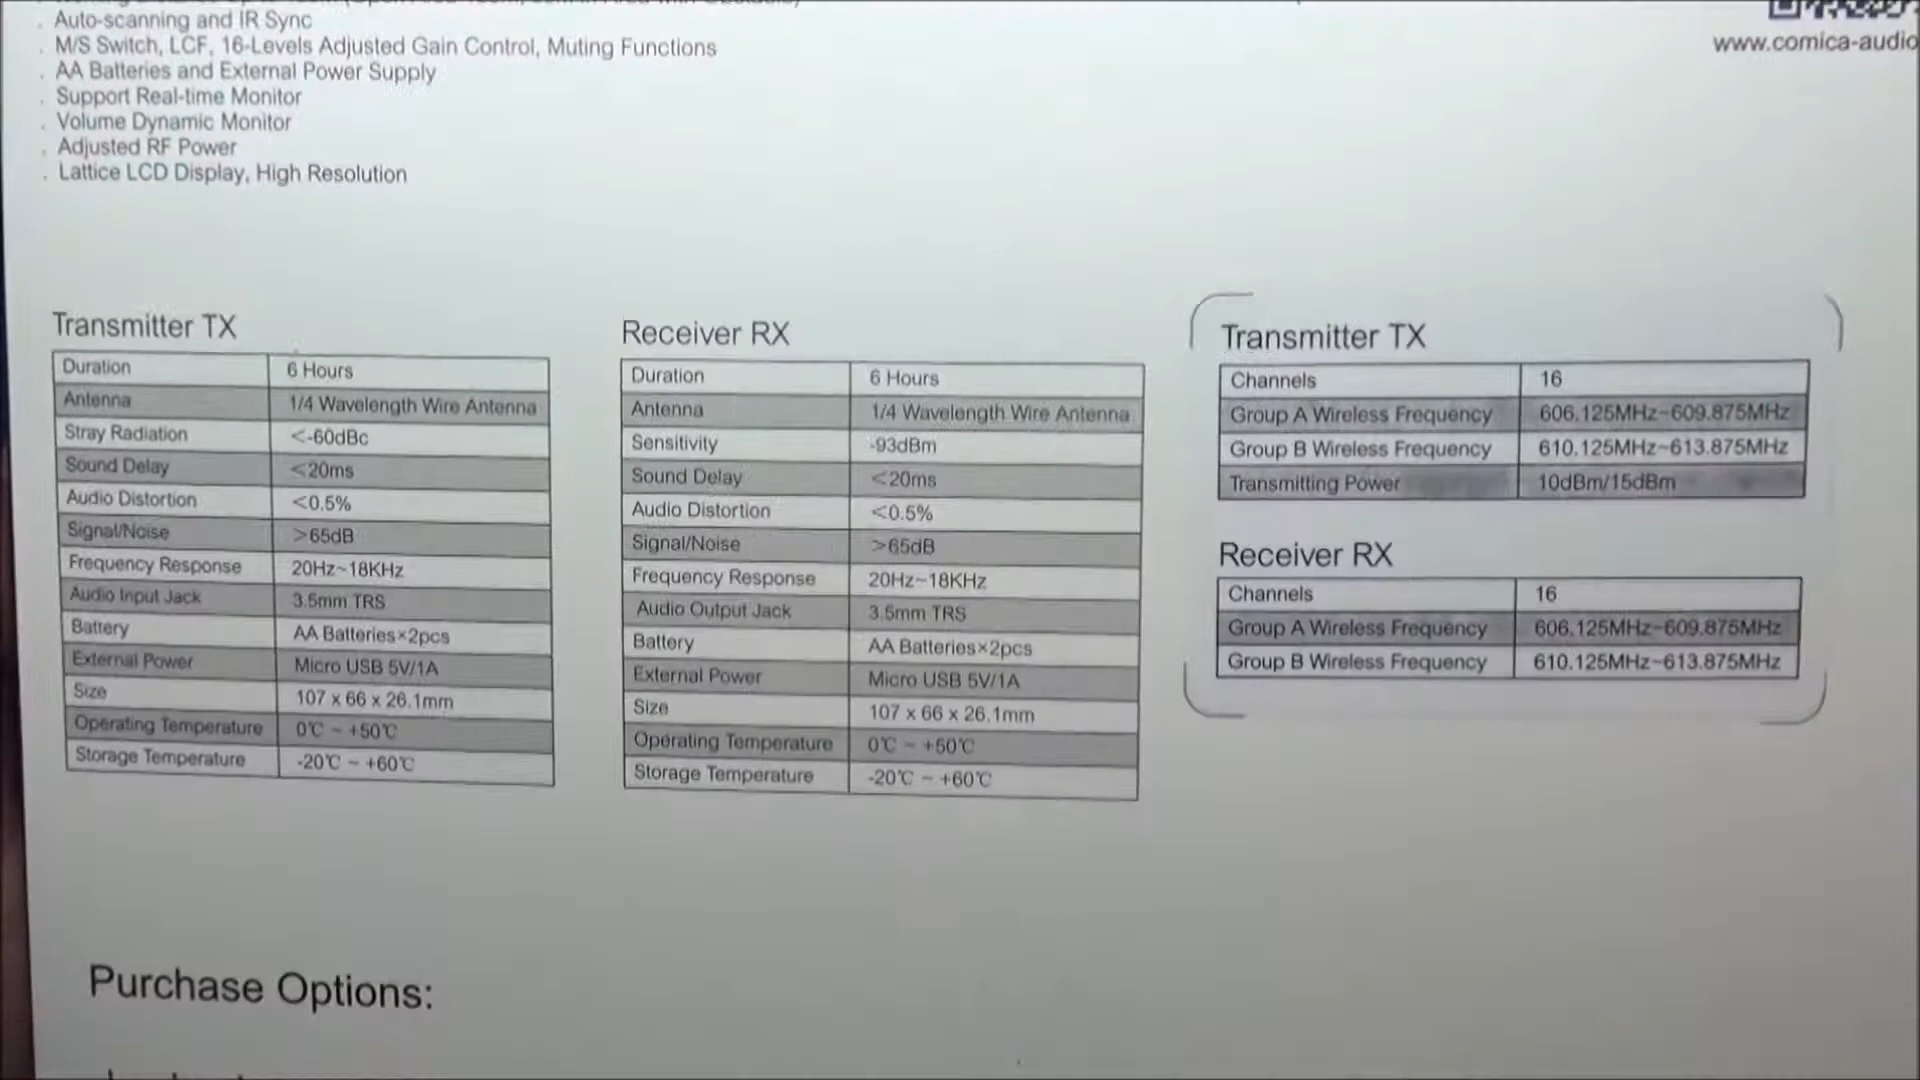 . Auto-scanning and IR Sync
. M/S Switch, LCF, 16-Levels Adjusted Gain Control, Muting Functions
. AA Batteries and External Power Supply
. Support Real-time Monitor
. Volume Dynamic Monitor
. Adjusted RF Power
. Lattice LCD Display, High Resolution
www.comica-audio
Transmitter TX
Duration 6 Hours
Antenna 1/4 Wavelength Wire Antenna
Stray Radiation <-60dBc
Sound Delay <20ms
Audio Distortion <0.5%
Signal/Noise >65dB
Frequency Response 20Hz~18KHz
Audio Input Jack 3.5mm TRS
Battery AA Batteries×2pcs
External Power Micro USB 5V/1A
Size 107 x 66 x 26.1mm
Operating Temperature 0℃ ~ +50℃
Storage Temperature -20℃ ~ +60℃
Receiver RX
Duration 6 Hours
Antenna 1/4 Wavelength Wire Antenna
Sensitivity -93dBm
Sound Delay <20ms
Audio Distortion <0.5%
Signal/Noise >65dB
Frequency Response 20Hz~18KHz
Audio Output Jack 3.5mm TRS
Battery AA Batteries×2pcs
External Power Micro USB 5V/1A
Size 107 x 66 x 26.1mm
Operating Temperature 0℃ ~ +50℃
Storage Temperature -20℃ ~ +60℃
Transmitter TX
Channels 16
Group A Wireless Frequency 606.125MHz~609.875MHz
Group B Wireless Frequency 610.125MHz~613.875MHz
Transmitting Power 10dBm/15dBm
Receiver RX
Channels 16
Group A Wireless Frequency 606.125MHz~609.875MHz
Group B Wireless Frequency 610.125MHz~613.875MHz
Purchase Options: